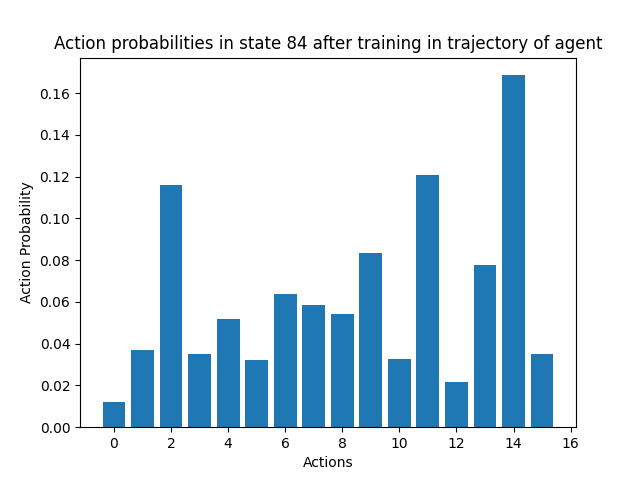 Action probabilities in state 84 after training in trajectory of agent
0.16
0.14
0.12
0.10
0.08
0.06
0.04
0.02
0.00
Action Probability
0 2 4 6 8 10 12 14 16
Actions